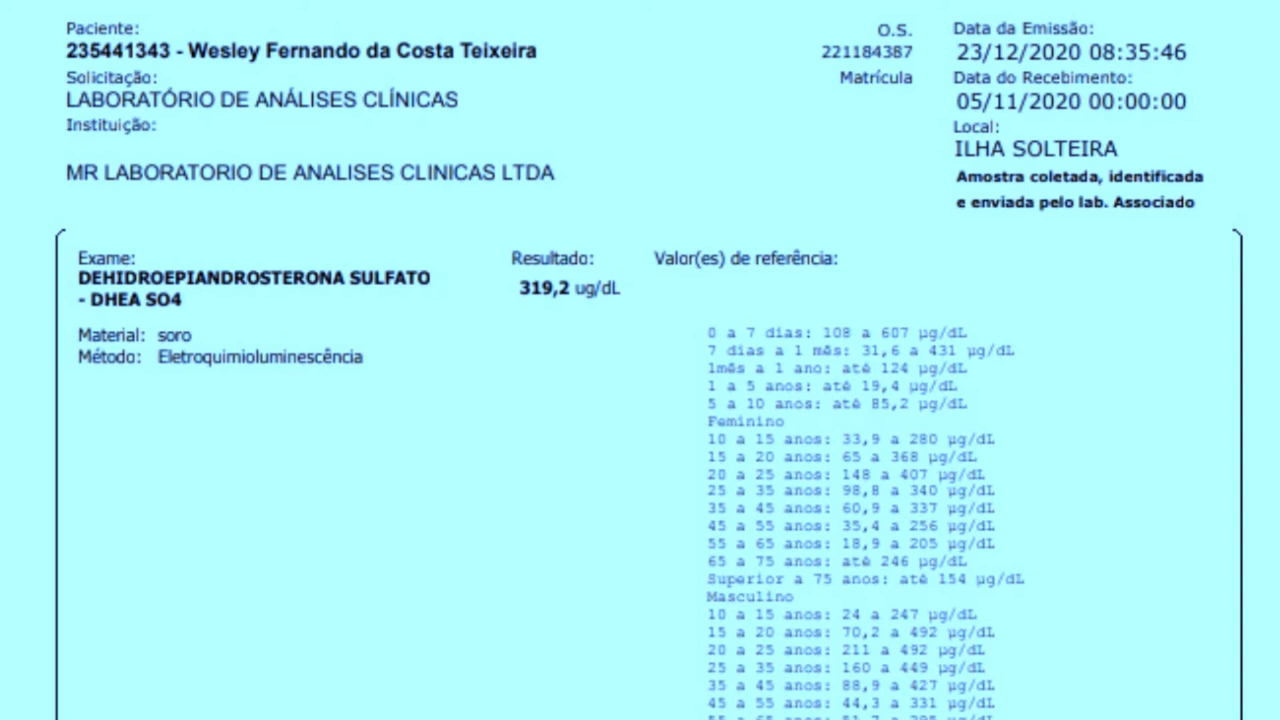 Paciente:
235441343 - Wesley Fernando da Costa Teixeira
Solicitação:
LABORATÓRIO DE ANÁLISES CLÍNICAS
Instituição:
MR LABORATORIO DE ANALISES CLINICAS LTDA
O.S.
221184387
Matrícula
Data da Emissão:
23/12/2020 08:35:46
Data do Recebimento:
05/11/2020 00:00:00
Local:
ILHA SOLTEIRA
Amostra coletada, identificada
e enviada pelo lab. Associado
Exame:
DEHIDROEPIANDROSTERONA SULFATO
- DHEA SO4
Material: soro
Método: Eletroquimioluminescência
Resultado:
319,2 ug/dL
Valor(es) de referência:
0 a 7 dias: 108 a 607 µg/dL
7 dias a 1 mês: 31,6 a 431 µg/dL
1mês a 1 ano: até 124 µg/dL
1 a 5 anos: até 19,4 µg/dL
5 a 10 anos: até 85,2 µg/dL
Feminino
10 a 15 anos: 33,9 a 280 µg/dL
15 a 20 anos: 65 a 368 µg/dL
20 a 25 anos: 148 a 407 µg/dL
25 a 35 anos: 98,8 a 340 µg/dL
35 a 45 anos: 60,9 a 337 µg/dL
45 a 55 anos: 35,4 a 256 µg/dL
55 a 65 anos: 18,9 a 205 µg/dL
65 a 75 anos: até 246 µg/dL
Superior a 75 anos: até 154 µg/dL
Masculino
10 a 15 anos: 24 a 247 µg/dL
15 a 20 anos: 70,2 a 492 µg/dL
20 a 25 anos: 211 a 492 µg/dL
25 a 35 anos: 160 a 449 µg/dL
35 a 45 anos: 88,9 a 427 µg/dL
45 a 55 anos: 44,3 a 331 µg/dL